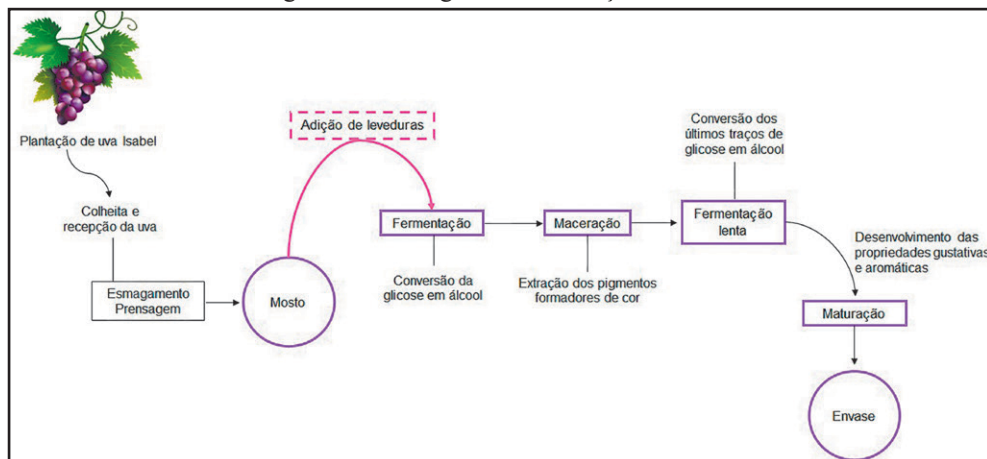 Plantação de uva Isabel
Colheita e
recepção da uva
Esmagamento
Prensagem
Mosto
Adição de leveduras
Fermentação
Conversão da
glicose em álcool
Maceração
Extração dos pigmentos
formadores de cor
Conversão dos
últimos traços de
glicose em álcool
Fermentação
lenta
Desenvolvimento das
propriedades gustativas
e aromáticas
Maturação
Envase